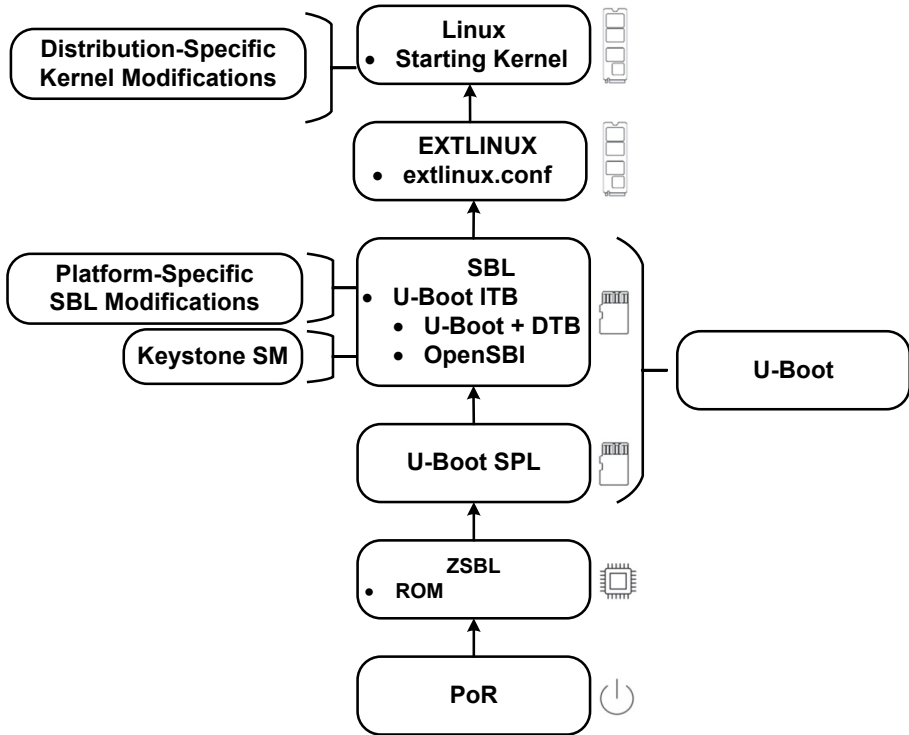 Linux
• Starting Kernel
Distribution-Specific
Kernel Modifications
EXTLINUX
• extlinux.conf
SBL
• U-Boot ITB
• U-Boot + DTB
• OpenSBI
Platform-Specific
SBL Modifications
Keystone SM
U-Boot
U-Boot SPL
ZSBL
• ROM
PoR